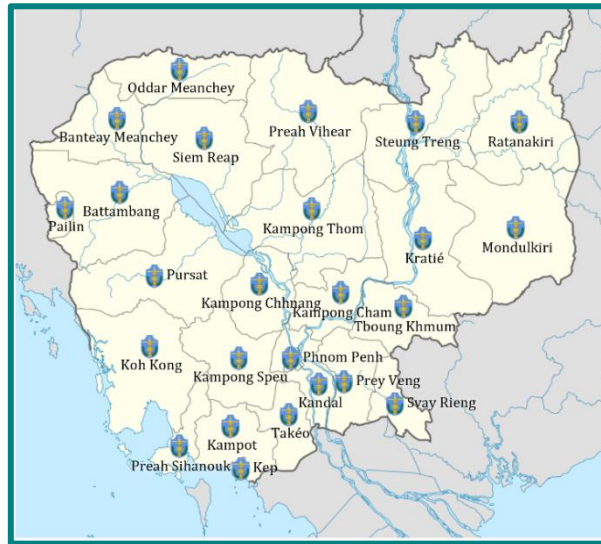 Oddar Meanchey
Banteay Meanchey
Siem Reap
Preah Vihear
Steung Treng
Ratanakiri
Pailin
Battambang
Kampong Thom
Kratié
Mondulkiri
Pursat
Kampong Chhnang
Kampong Cham
Tboung Khmum
Koh Kong
Kampong Speu
Phnom Penh
Kandal
Prey Veng
Svay Rieng
Takéo
Kampot
Preah Sihanouk
Kep